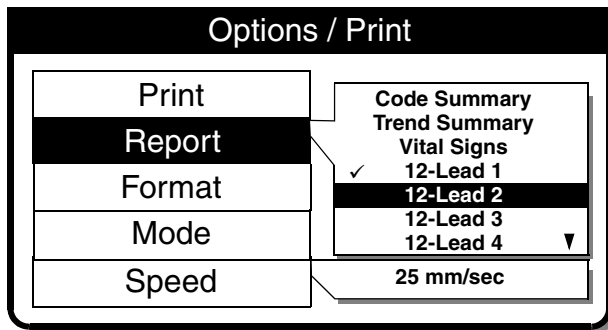 Options / Print
Print
Report
Format
Mode
Speed
Code Summary
Trend Summary
Vital Signs
✓ 12-Lead 1
12-Lead 2
12-Lead 3
12-Lead 4
25 mm/sec